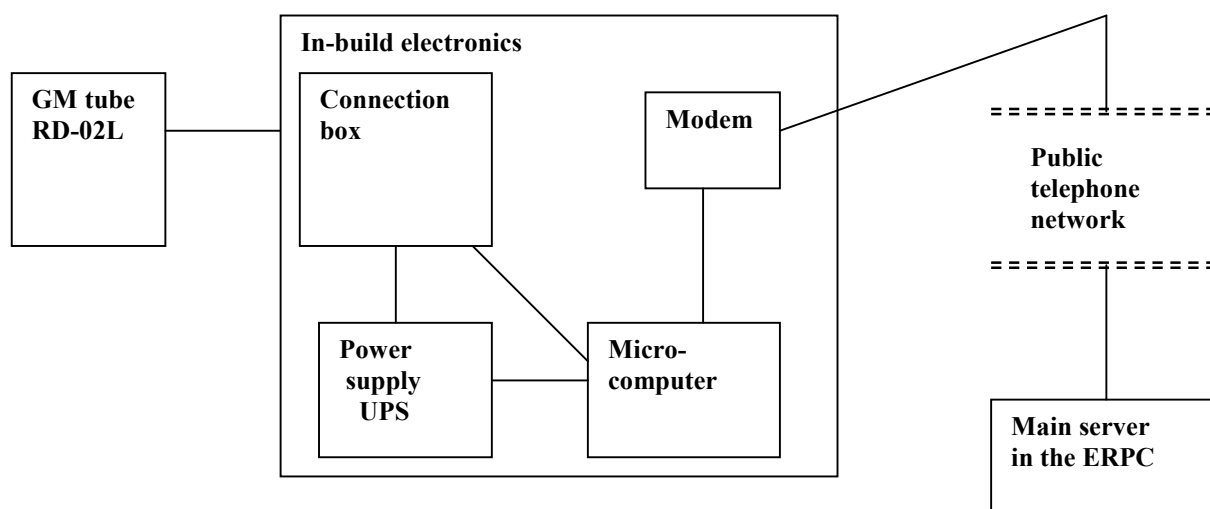 In-build electronics
GM tube
RD-02L
Connection
box
Modem
Public
telephone
network
Power
supply
UPS
Micro-
computer
Main server
in the ERPC